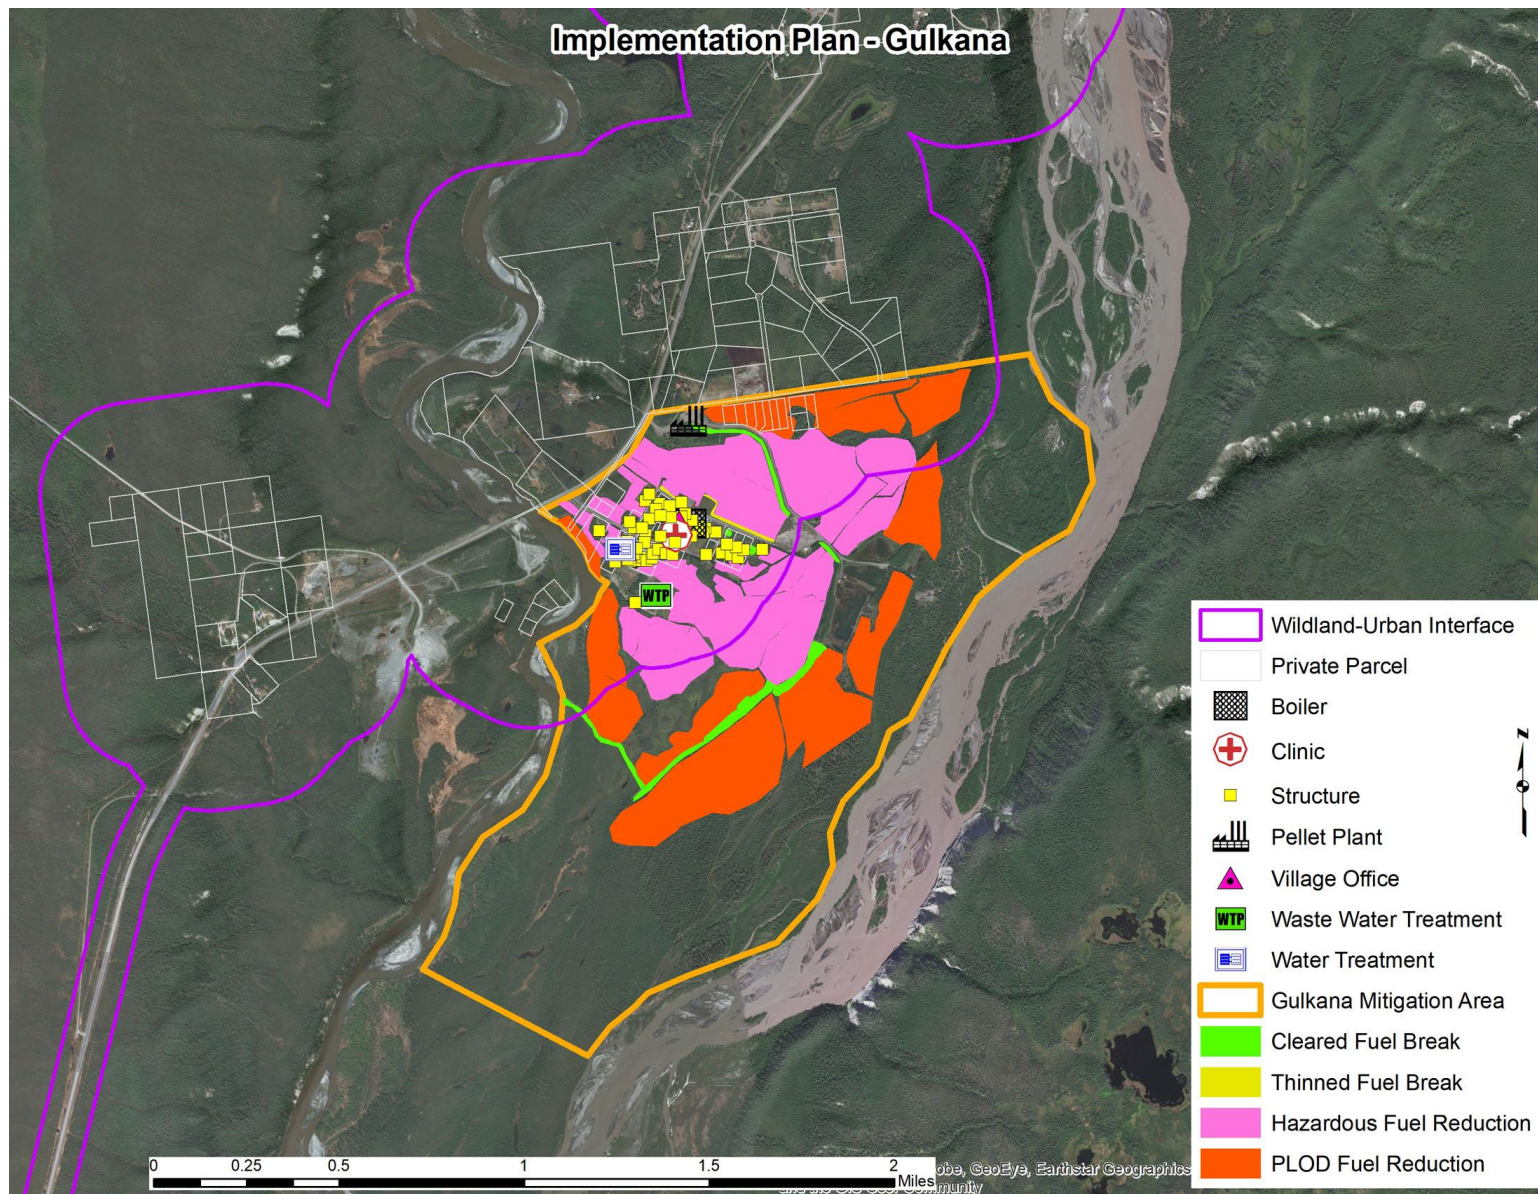 Implementation Plan - Gulkana
WTP
Wildland-Urban Interface
Private Parcel
Boiler
Clinic
Structure
Pellet Plant
Village Office
WTP Waste Water Treatment
Water Treatment
Gulkana Mitigation Area
Cleared Fuel Break
Thinned Fuel Break
Hazardous Fuel Reduction
PLOD Fuel Reduction
N
0 0.25 0.5 1 1.5 2
Miles
obe, GeoEye, Earthstar Geographics